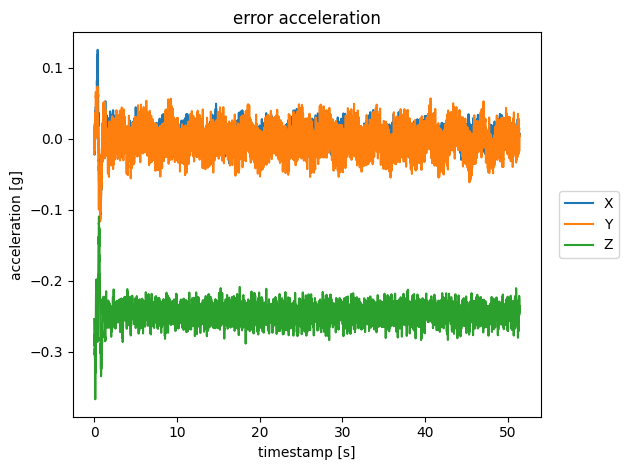 error acceleration
acceleration [g]
0.1
0.0
−0.1
−0.2
−0.3
0 10 20 30 40 50
timestamp [s]
X
Y
Z